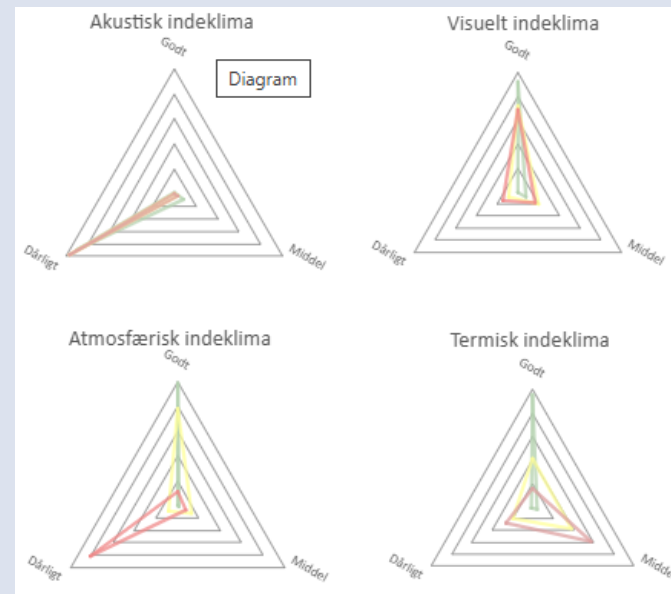 Akustisk indeklima
Godt
Diagram
Dårligt
Middel
Visuelt indeklima
Godt
Dårligt
Middel
Atmosfærisk indeklima
Godt
Dårligt
Middel
Termisk indeklima
Godt
Dårligt
Middel